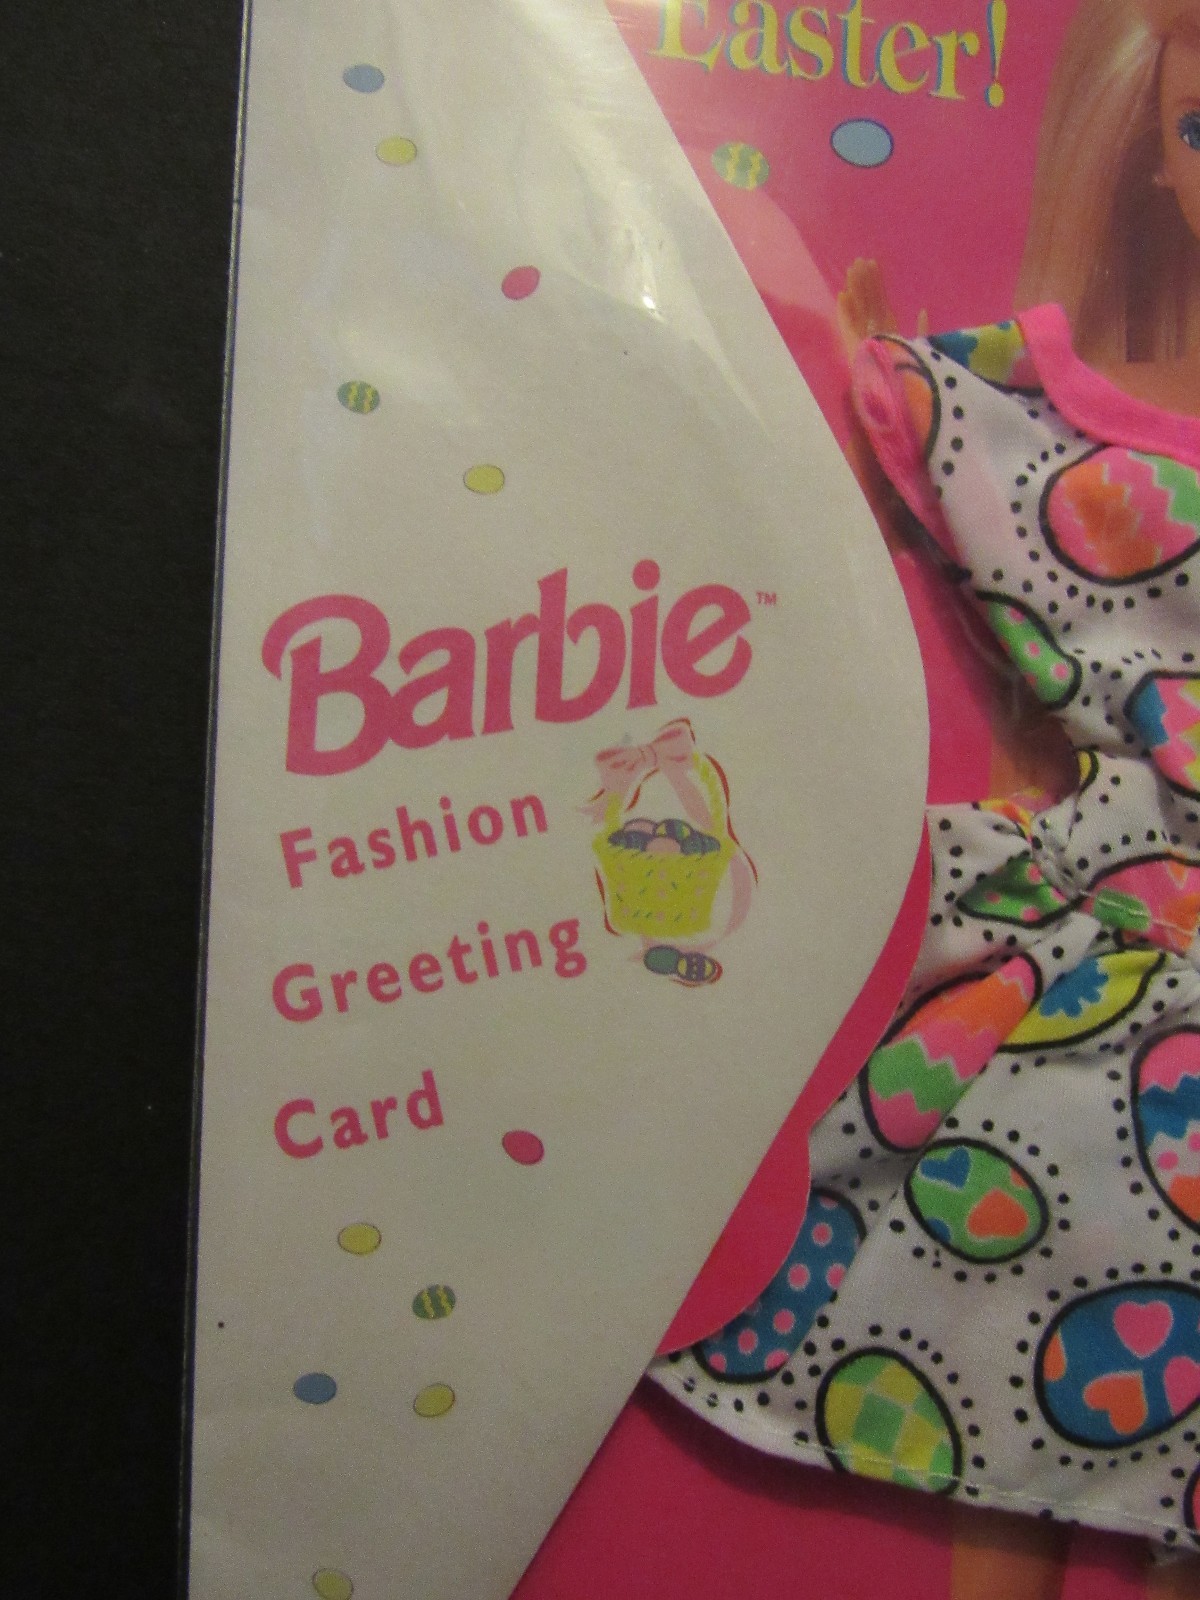 Easter!
Barbie™
Fashion
Greeting
Card